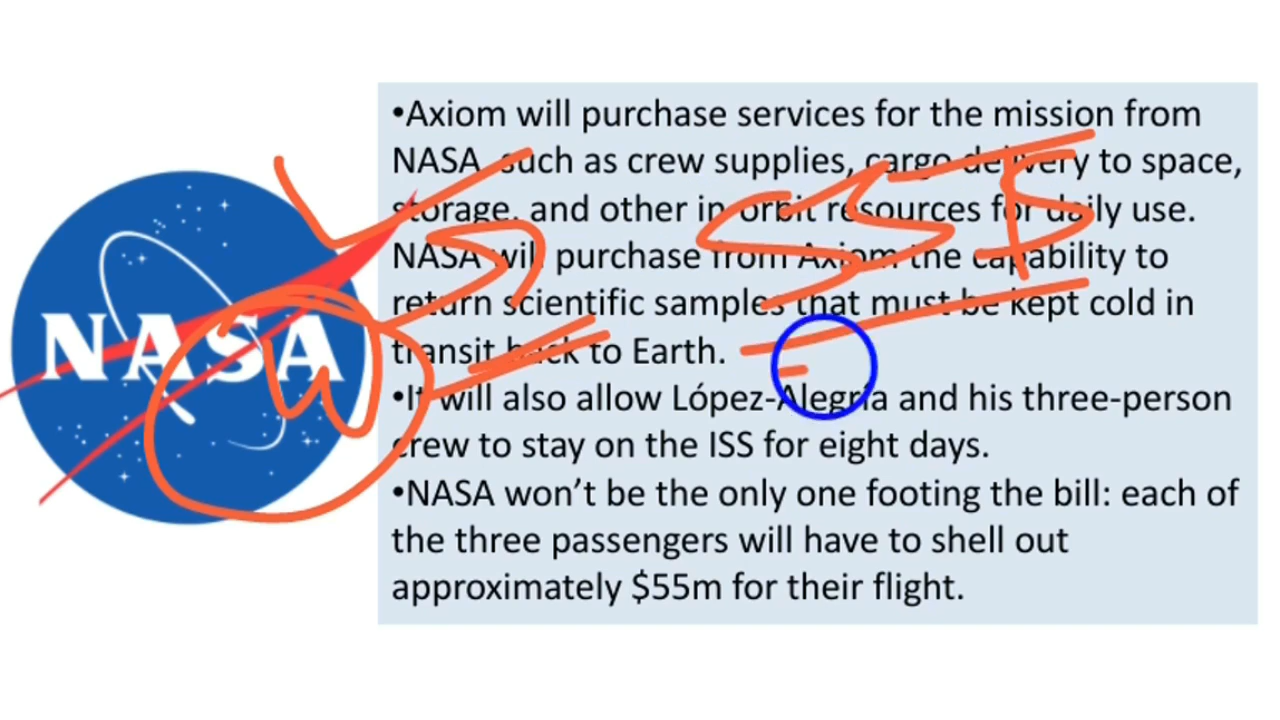 NASA
•Axiom will purchase services for the mission from
NASA, such as crew supplies, cargo delivery to space,
storage, and other in orbit resources for daily use.
NASA will purchase from Axiom the capability to
return scientific samples that must be kept cold in
transit back to Earth.
•It will also allow López-Alegría and his three-person
crew to stay on the ISS for eight days.
•NASA won’t be the only one footing the bill: each of
the three passengers will have to shell out
approximately $55m for their flight.